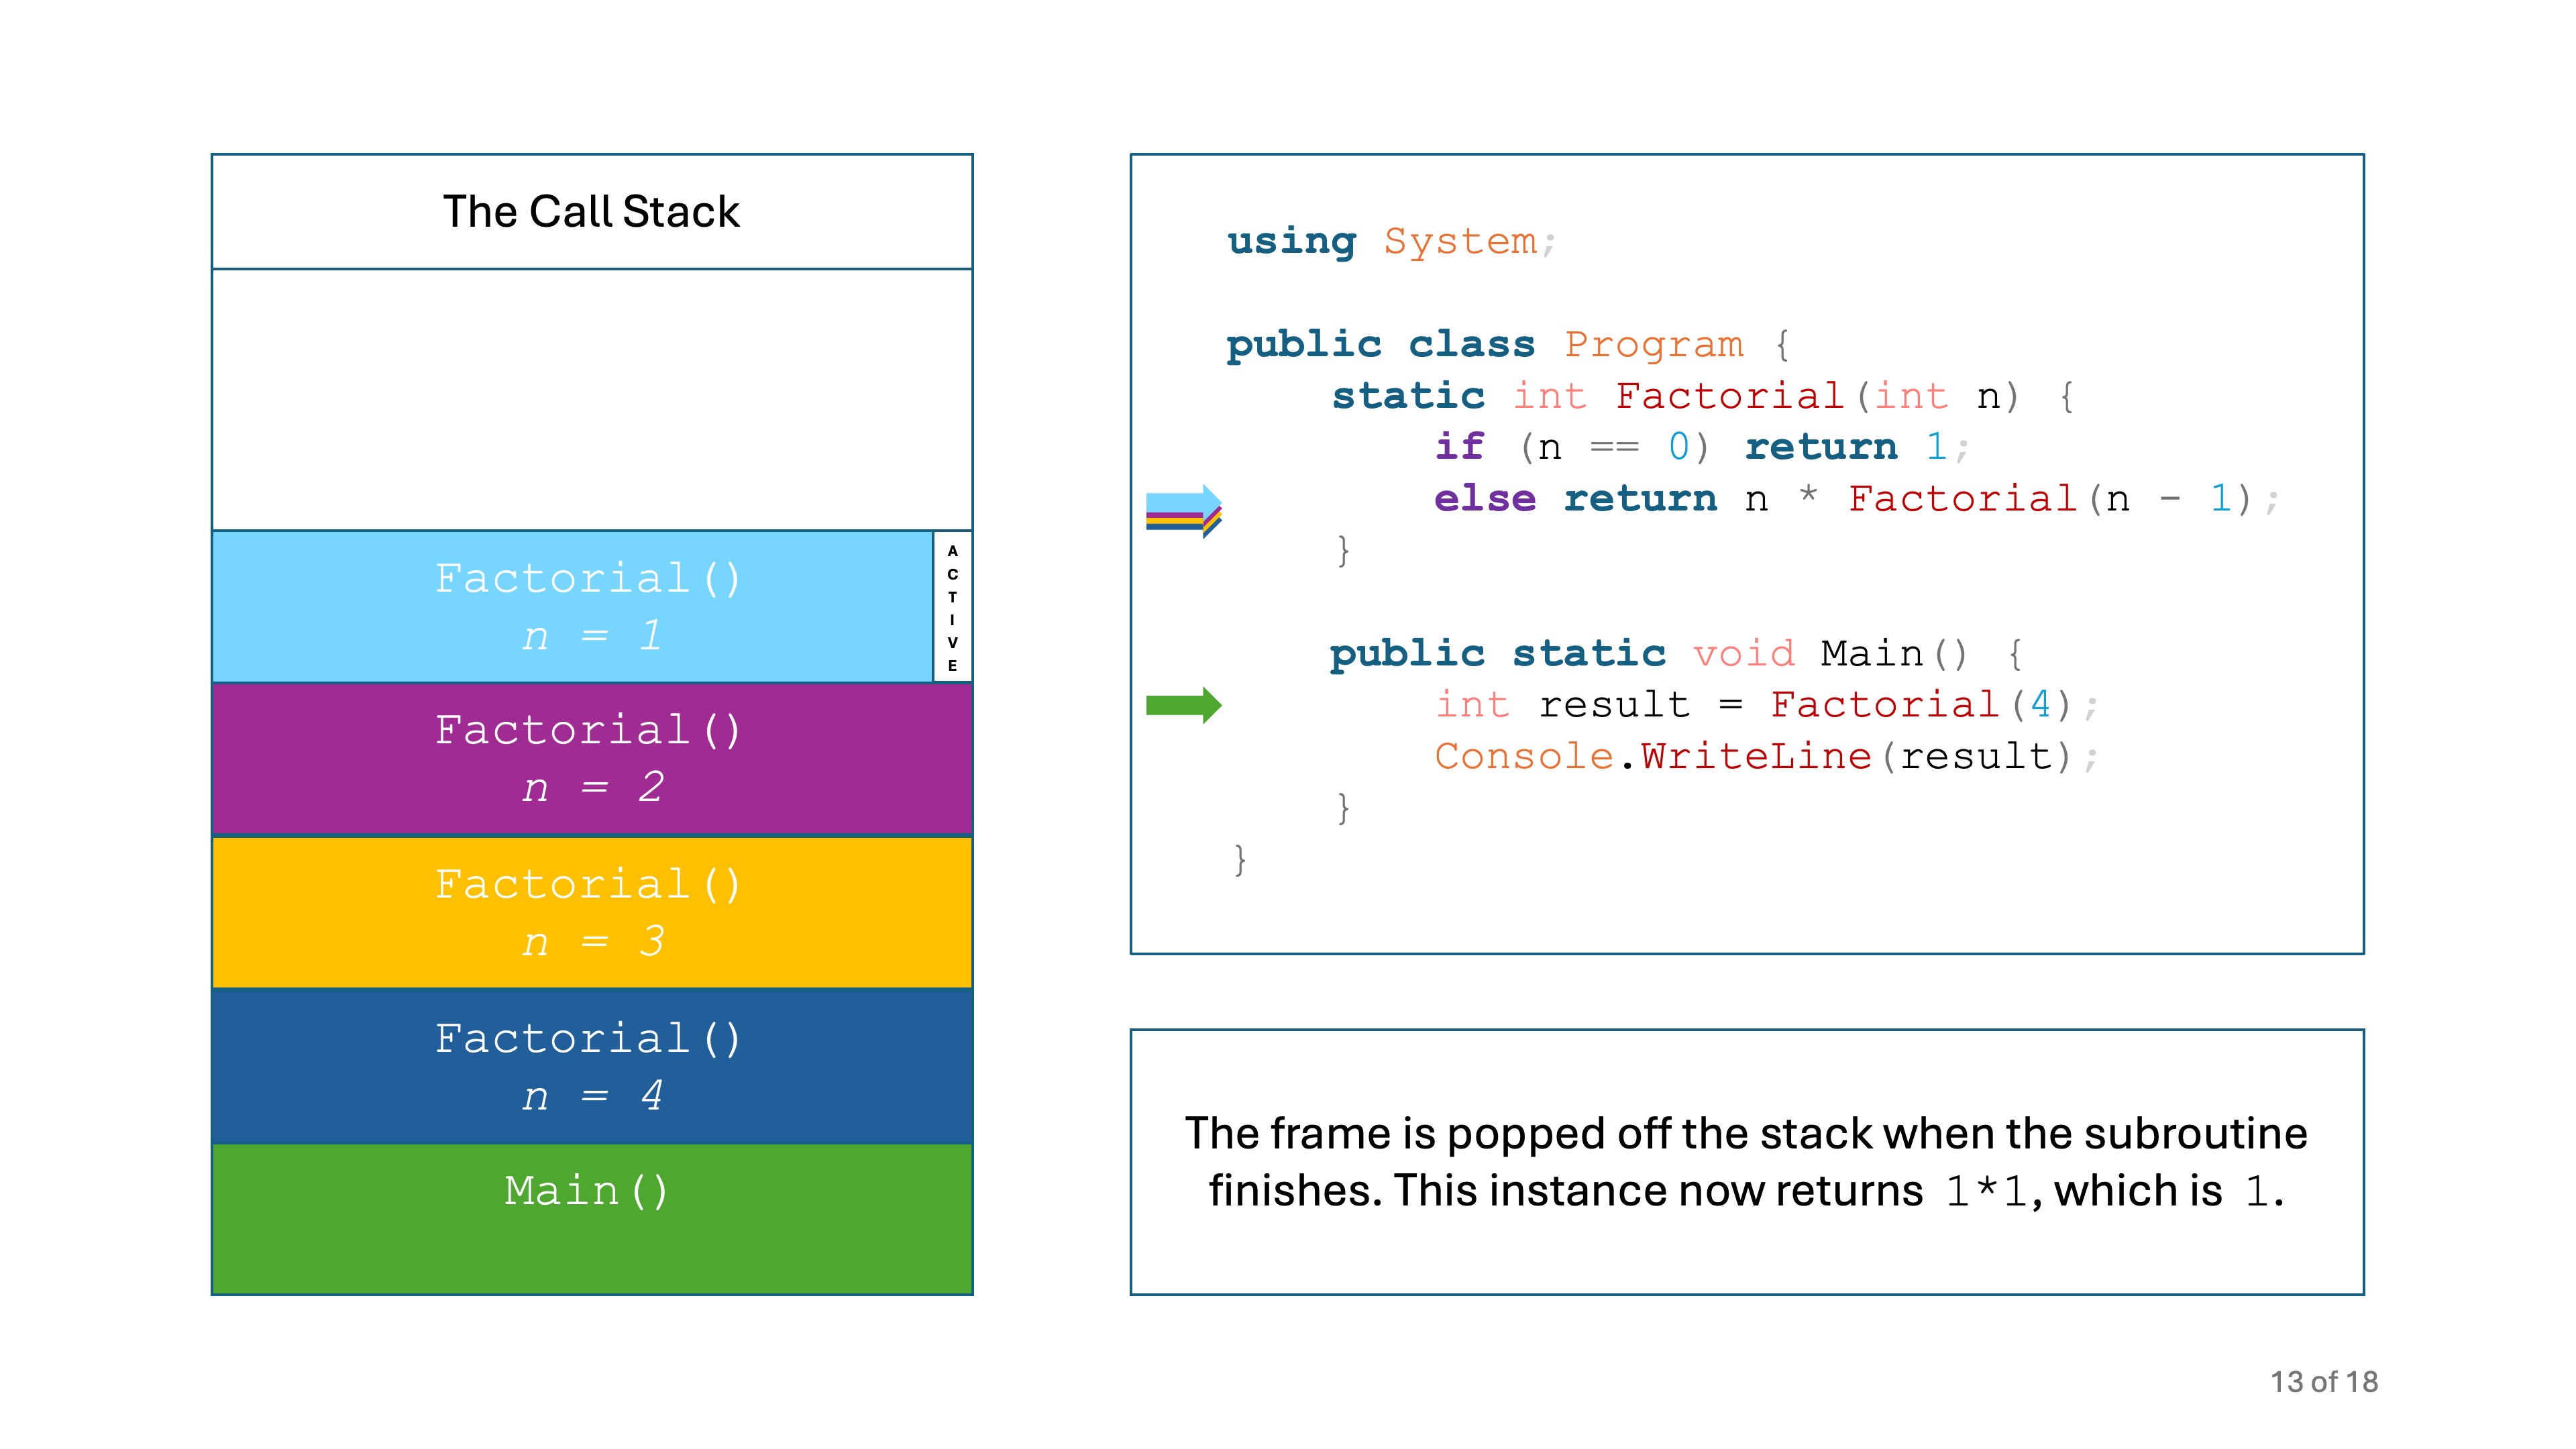 The Call Stack
Factorial()
n = 1
ACTIVE
Factorial()
n = 2
Factorial()
n = 3
Factorial()
n = 4
Main()
using System;
public class Program {
static int Factorial(int n) {
if (n == 0) return 1;
else return n * Factorial(n - 1);
}
public static void Main() {
int result = Factorial(4);
Console.WriteLine(result);
}
}
The frame is popped off the stack when the subroutine
finishes. This instance now returns 1*1, which is 1.
13 of 18